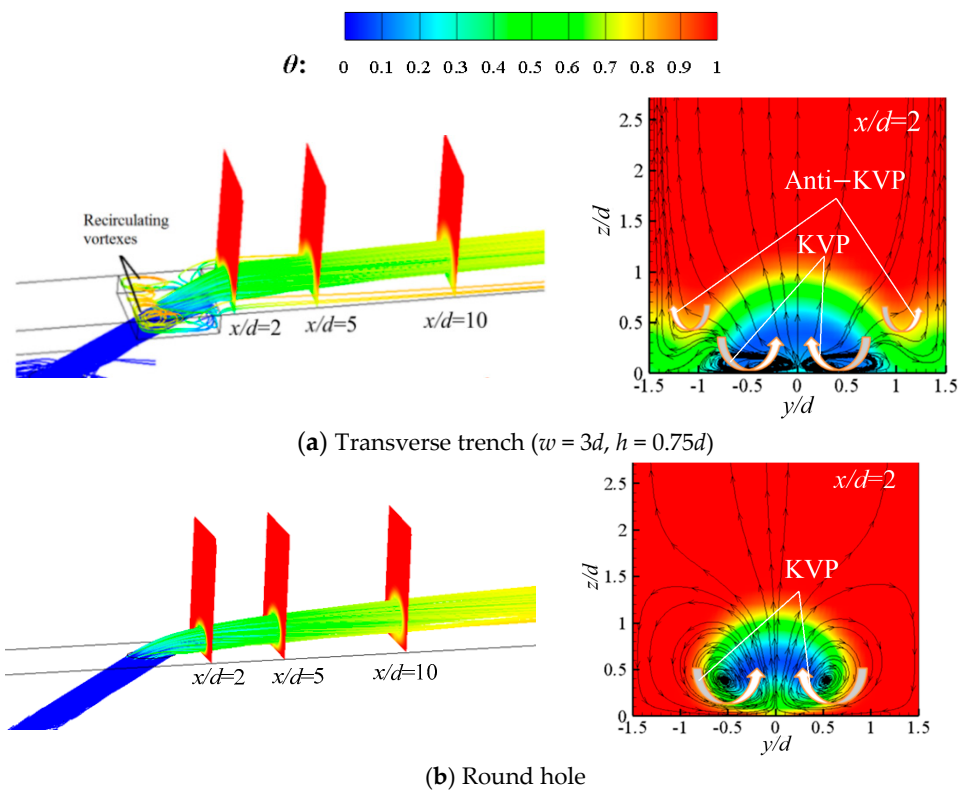 θ: 0 0.1 0.2 0.3 0.4 0.5 0.6 0.7 0.8 0.9 1
Recirculating
vortexes
x/d=2
x/d=5
x/d=10
x/d=2
Anti−KVP
KVP
z/d
2.5
2
1.5
1
0.5
0
-1.5 -1 -0.5 0 0.5 1 1.5
y/d
(a) Transverse trench (w = 3d, h = 0.75d)
x/d=2
x/d=5
x/d=10
x/d=2
KVP
z/d
2.5
2
1.5
1
0.5
0
-1.5 -1 -0.5 0 0.5 1 1.5
y/d
(b) Round hole